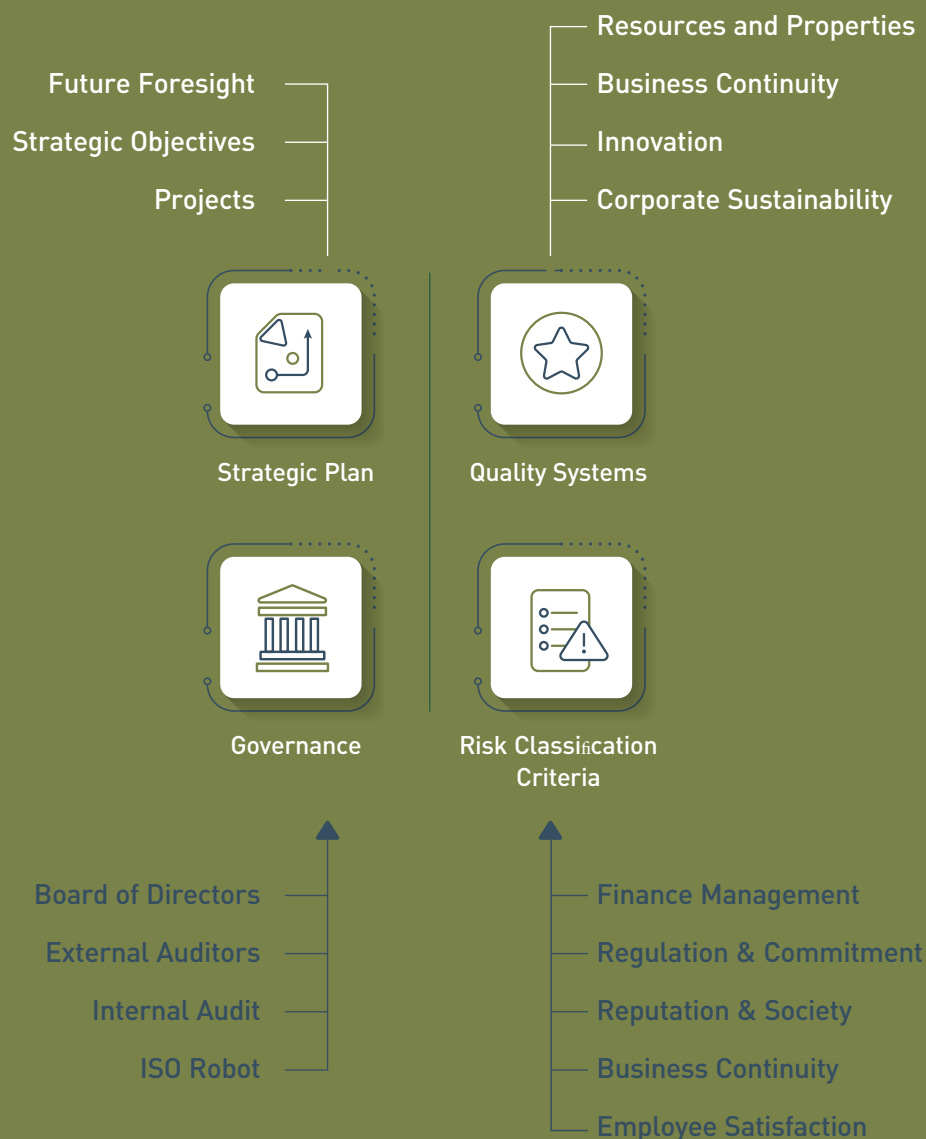 Future Foresight
Strategic Objectives
Projects
Resources and Properties
Business Continuity
Innovation
Corporate Sustainability
Strategic Plan
Quality Systems
Governance
Risk Classification
Criteria
Board of Directors
External Auditors
Internal Audit
ISO Robot
Finance Management
Regulation & Commitment
Reputation & Society
Business Continuity
Employee Satisfaction